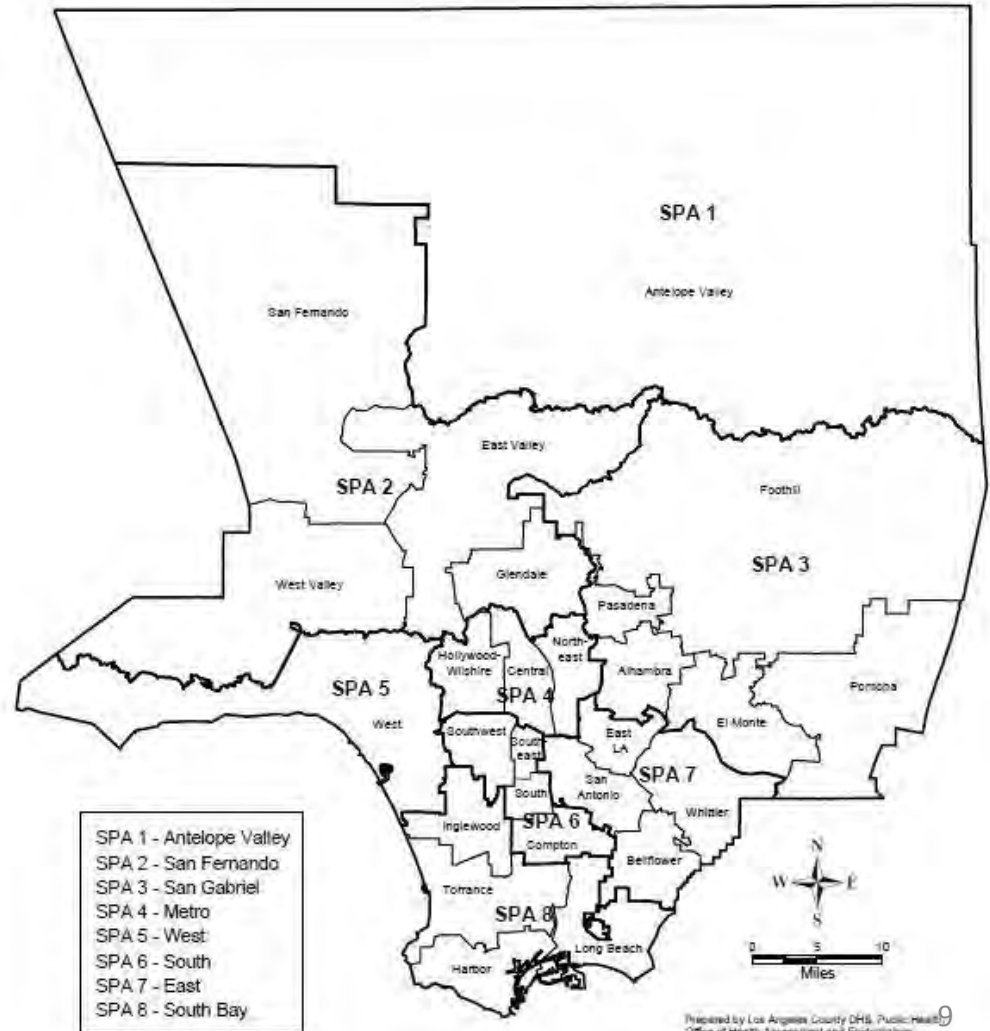 SPA 1
Antelope Valley
San Fernando
East Valley
SPA 2
Foothill
SPA 3
West Valley
Glendale
Pasadena
Hollywood-
Wilshire
Central
North-
east
Alhambra
SPA 5
SPA 4
Pomona
West
El Monte
Southwest
South-
east
East
LA
SPA 7
San
Antonio
South
Whittier
Inglewood
SPA 6
Compton
Bellflower
Torrance
SPA 8
Long Beach
Harbor
SPA 1 - Antelope Valley
SPA 2 - San Fernando
SPA 3 - San Gabriel
SPA 4 - Metro
SPA 5 - West
SPA 6 - South
SPA 7 - East
SPA 8 - South Bay
N
W E
S
0 5 10
Miles
Prepared by Los Angeles County DHS, Public Health
9